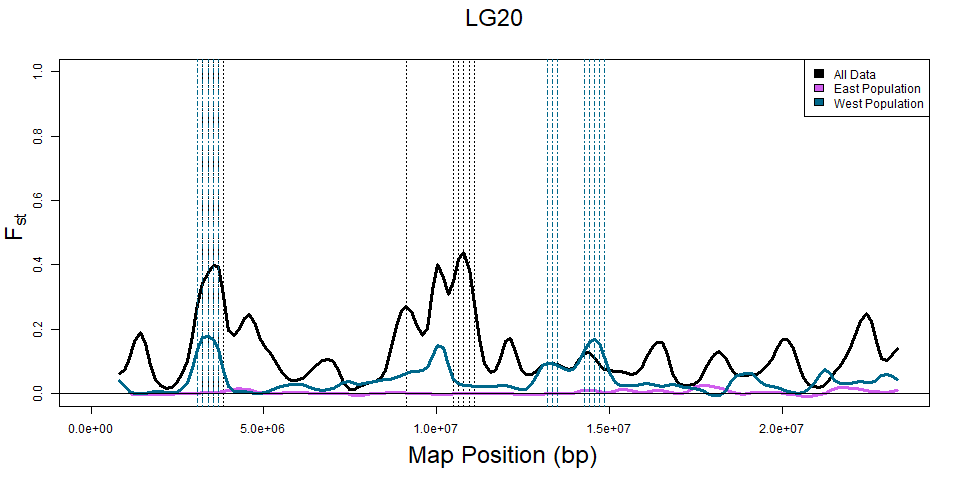 LG20
All Data
East Population
West Population
1.0
0.8
0.6
0.4
0.2
0.0
Fst
0.0e+00 5.0e+06 1.0e+07 1.5e+07 2.0e+07
Map Position (bp)